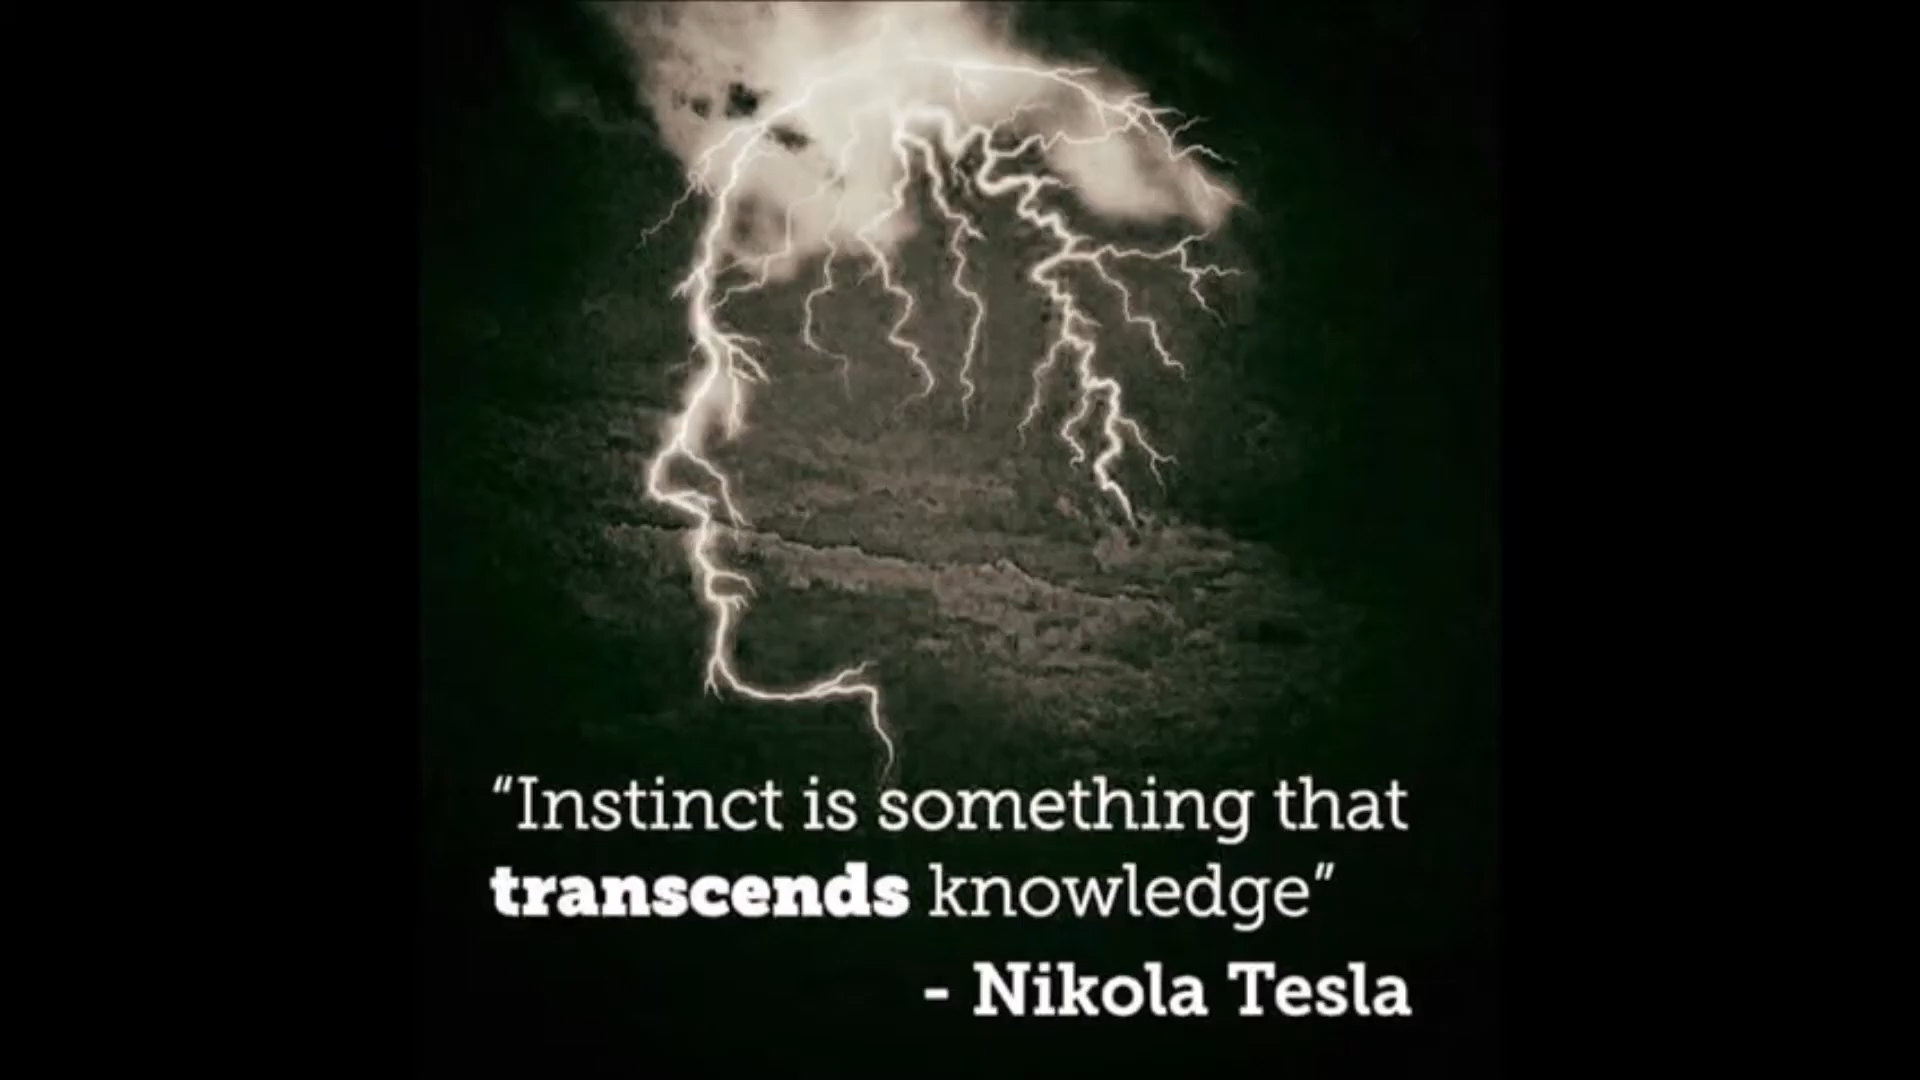 “Instinct is something that
transcends knowledge”
- Nikola Tesla